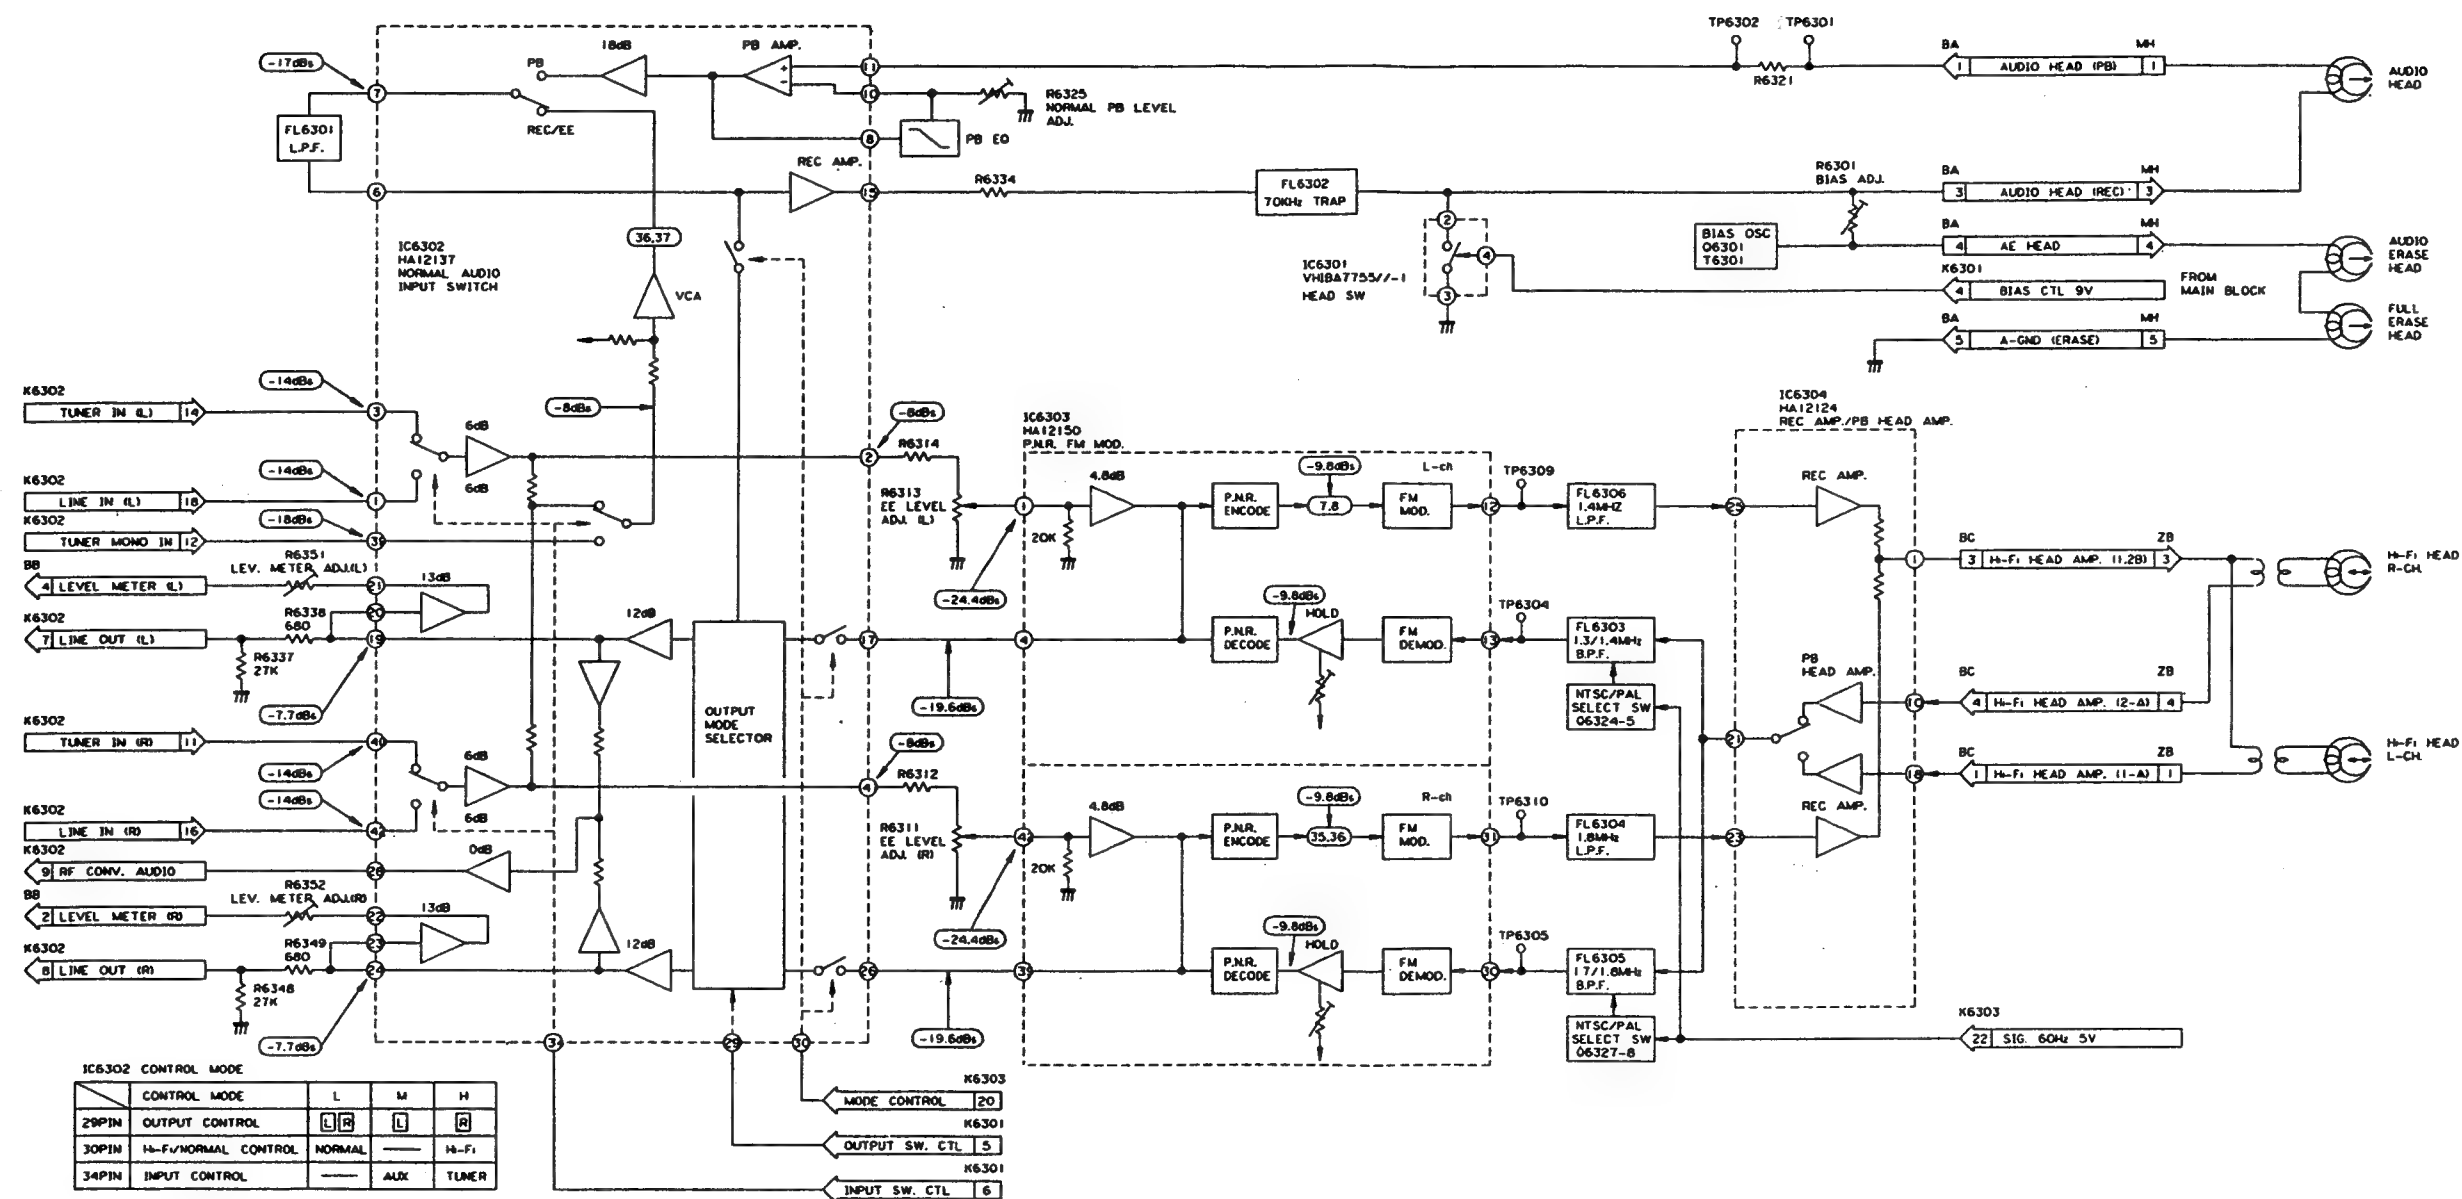 TP6302 TP6301
-17dBs
18dB
PB AMP.
PB
7
11
10
R6321
BA
MH
1 AUDIO HEAD (PB) 1
AUDIO
HEAD
FL6301
L.P.F.
REC/EE
R6325
NORMAL PB LEVEL
ADJ.
8
PB EQ
REC AMP.
6
15
R6334
FL6302
70KHz TRAP
R6301
BIAS ADJ.
BA
MH
3 AUDIO HEAD (REC) 3
IC6302
HA12137
NORMAL AUDIO
INPUT SWITCH
36.37
VCA
2
4
3
IC6301
VHIBA7755//-1
HEAD SW
BIAS OSC
Q6301
T6301
BA
MH
4 AE HEAD 4
K6301
4 BIAS CTL 9V
FROM
MAIN BLOCK
AUDIO
ERASE
HEAD
BA
MH
5 A-GND (ERASE) 5
FULL
ERASE
HEAD
K6302
TUNER IN (L) 14
-14dBs
3
6dB
6dB
-8dBs
K6302
LINE IN (L) 18
-14dBs
1
K6302
TUNER MONO IN 12
-18dBs
39
-8dBs
2
R6314
R6313
EE LEVEL
ADJ. (L)
IC6303
HA12150
P.N.R. FM MOD.
1
20K
4.8dB
-24.4dBs
P.N.R.
ENCODE
-9.8dBs
7.8
L-ch
FM
MOD.
12
TP6309
FL6306
1.4MHZ
L.P.F.
IC6304
HA12124
REC AMP./PB HEAD AMP.
25
REC AMP.
1
BC
ZB
3 Hi-Fi HEAD AMP. (1.2B) 3
Hi-Fi HEAD
R-CH.
BB
4 LEVEL METER (L)
R6351
LEV. METER ADJ.(L)
21
13dB
20
K6302
7 LINE OUT (L)
R6338
680
19
R6337
27K
-7.7dBs
12dB
OUTPUT
MODE
SELECTOR
17
-19.6dBs
4
P.N.R.
DECODE
-9.8dBs
HOLD
FM
DEMOD.
13
TP6304
FL6303
1.3/1.4MHz
B.P.F.
NTSC/PAL
SELECT SW
Q6324-5
PB
HEAD AMP.
10
BC
ZB
4 Hi-Fi HEAD AMP. (2-A) 4
21
18
BC
ZB
1 Hi-Fi HEAD AMP. (1-A) 1
Hi-Fi HEAD
L-CH.
K6302
TUNER IN (R) 11
40
-14dBs
-14dBs
6dB
6dB
K6302
LINE IN (R) 16
42
-8dBs
4
R6312
R6311
EE LEVEL
ADJ. (R)
42
20K
4.8dB
-24.4dBs
P.N.R.
ENCODE
-9.8dBs
35.36
R-ch
FM
MOD.
31
TP6310
FL6304
1.8MHz
L.P.F.
23
REC AMP.
K6302
9 RF CONV. AUDIO
28
0dB
BB
2 LEVEL METER (R)
R6352
LEV. METER ADJ.(R)
22
13dB
23
K6302
8 LINE OUT (R)
R6349
680
24
R6348
27K
-7.7dBs
12dB
26
-19.6dBs
39
P.N.R.
DECODE
-9.8dBs
HOLD
FM
DEMOD.
30
TP6305
FL6305
1.7/1.8MHz
B.P.F.
NTSC/PAL
SELECT SW
Q6327-8
K6303
22 SIG. 60Hz 5V
34
29
30
K6303
MODE CONTROL 20
K6301
OUTPUT SW. CTL 5
K6301
INPUT SW. CTL 6
IC6302 CONTROL MODE
CONTROL MODE L M H
29PIN OUTPUT CONTROL L R L R
30PIN Hi-Fi/NORMAL CONTROL NORMAL — Hi-Fi
34PIN INPUT CONTROL — AUX TUNER